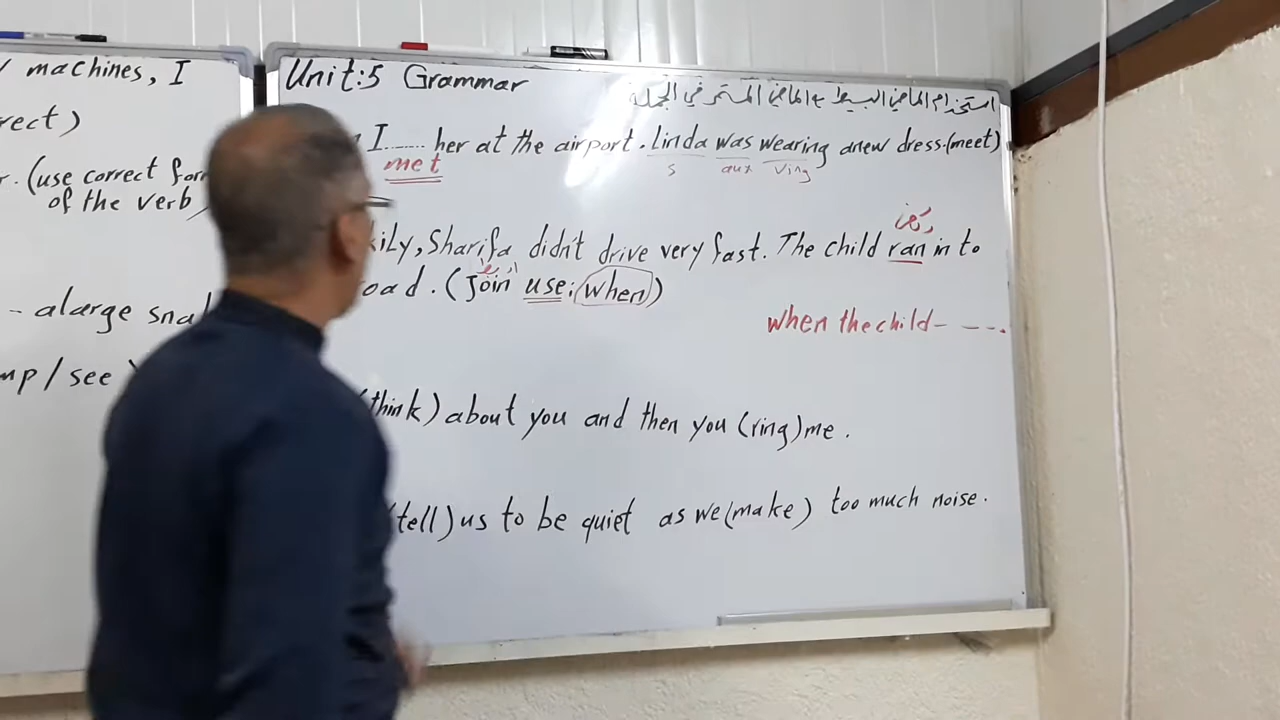 y machines, I
rect)
r. (use correct for
of the verb)
- alarge sna
mp / see )
Unit:5 Grammar
استخدام الماضي البسيط و الماضي المستمر في الجملة
I........ her at the airport. Linda was wearing anew dress.(meet)
met
s aux Ving
kily, Sharifa didn't drive very fast. The child ran in to
oad. (Join use: when)
when the child- - - - .
(think) about you and then you (ring) me .
(tell) us to be quiet as we (make) too much noise.